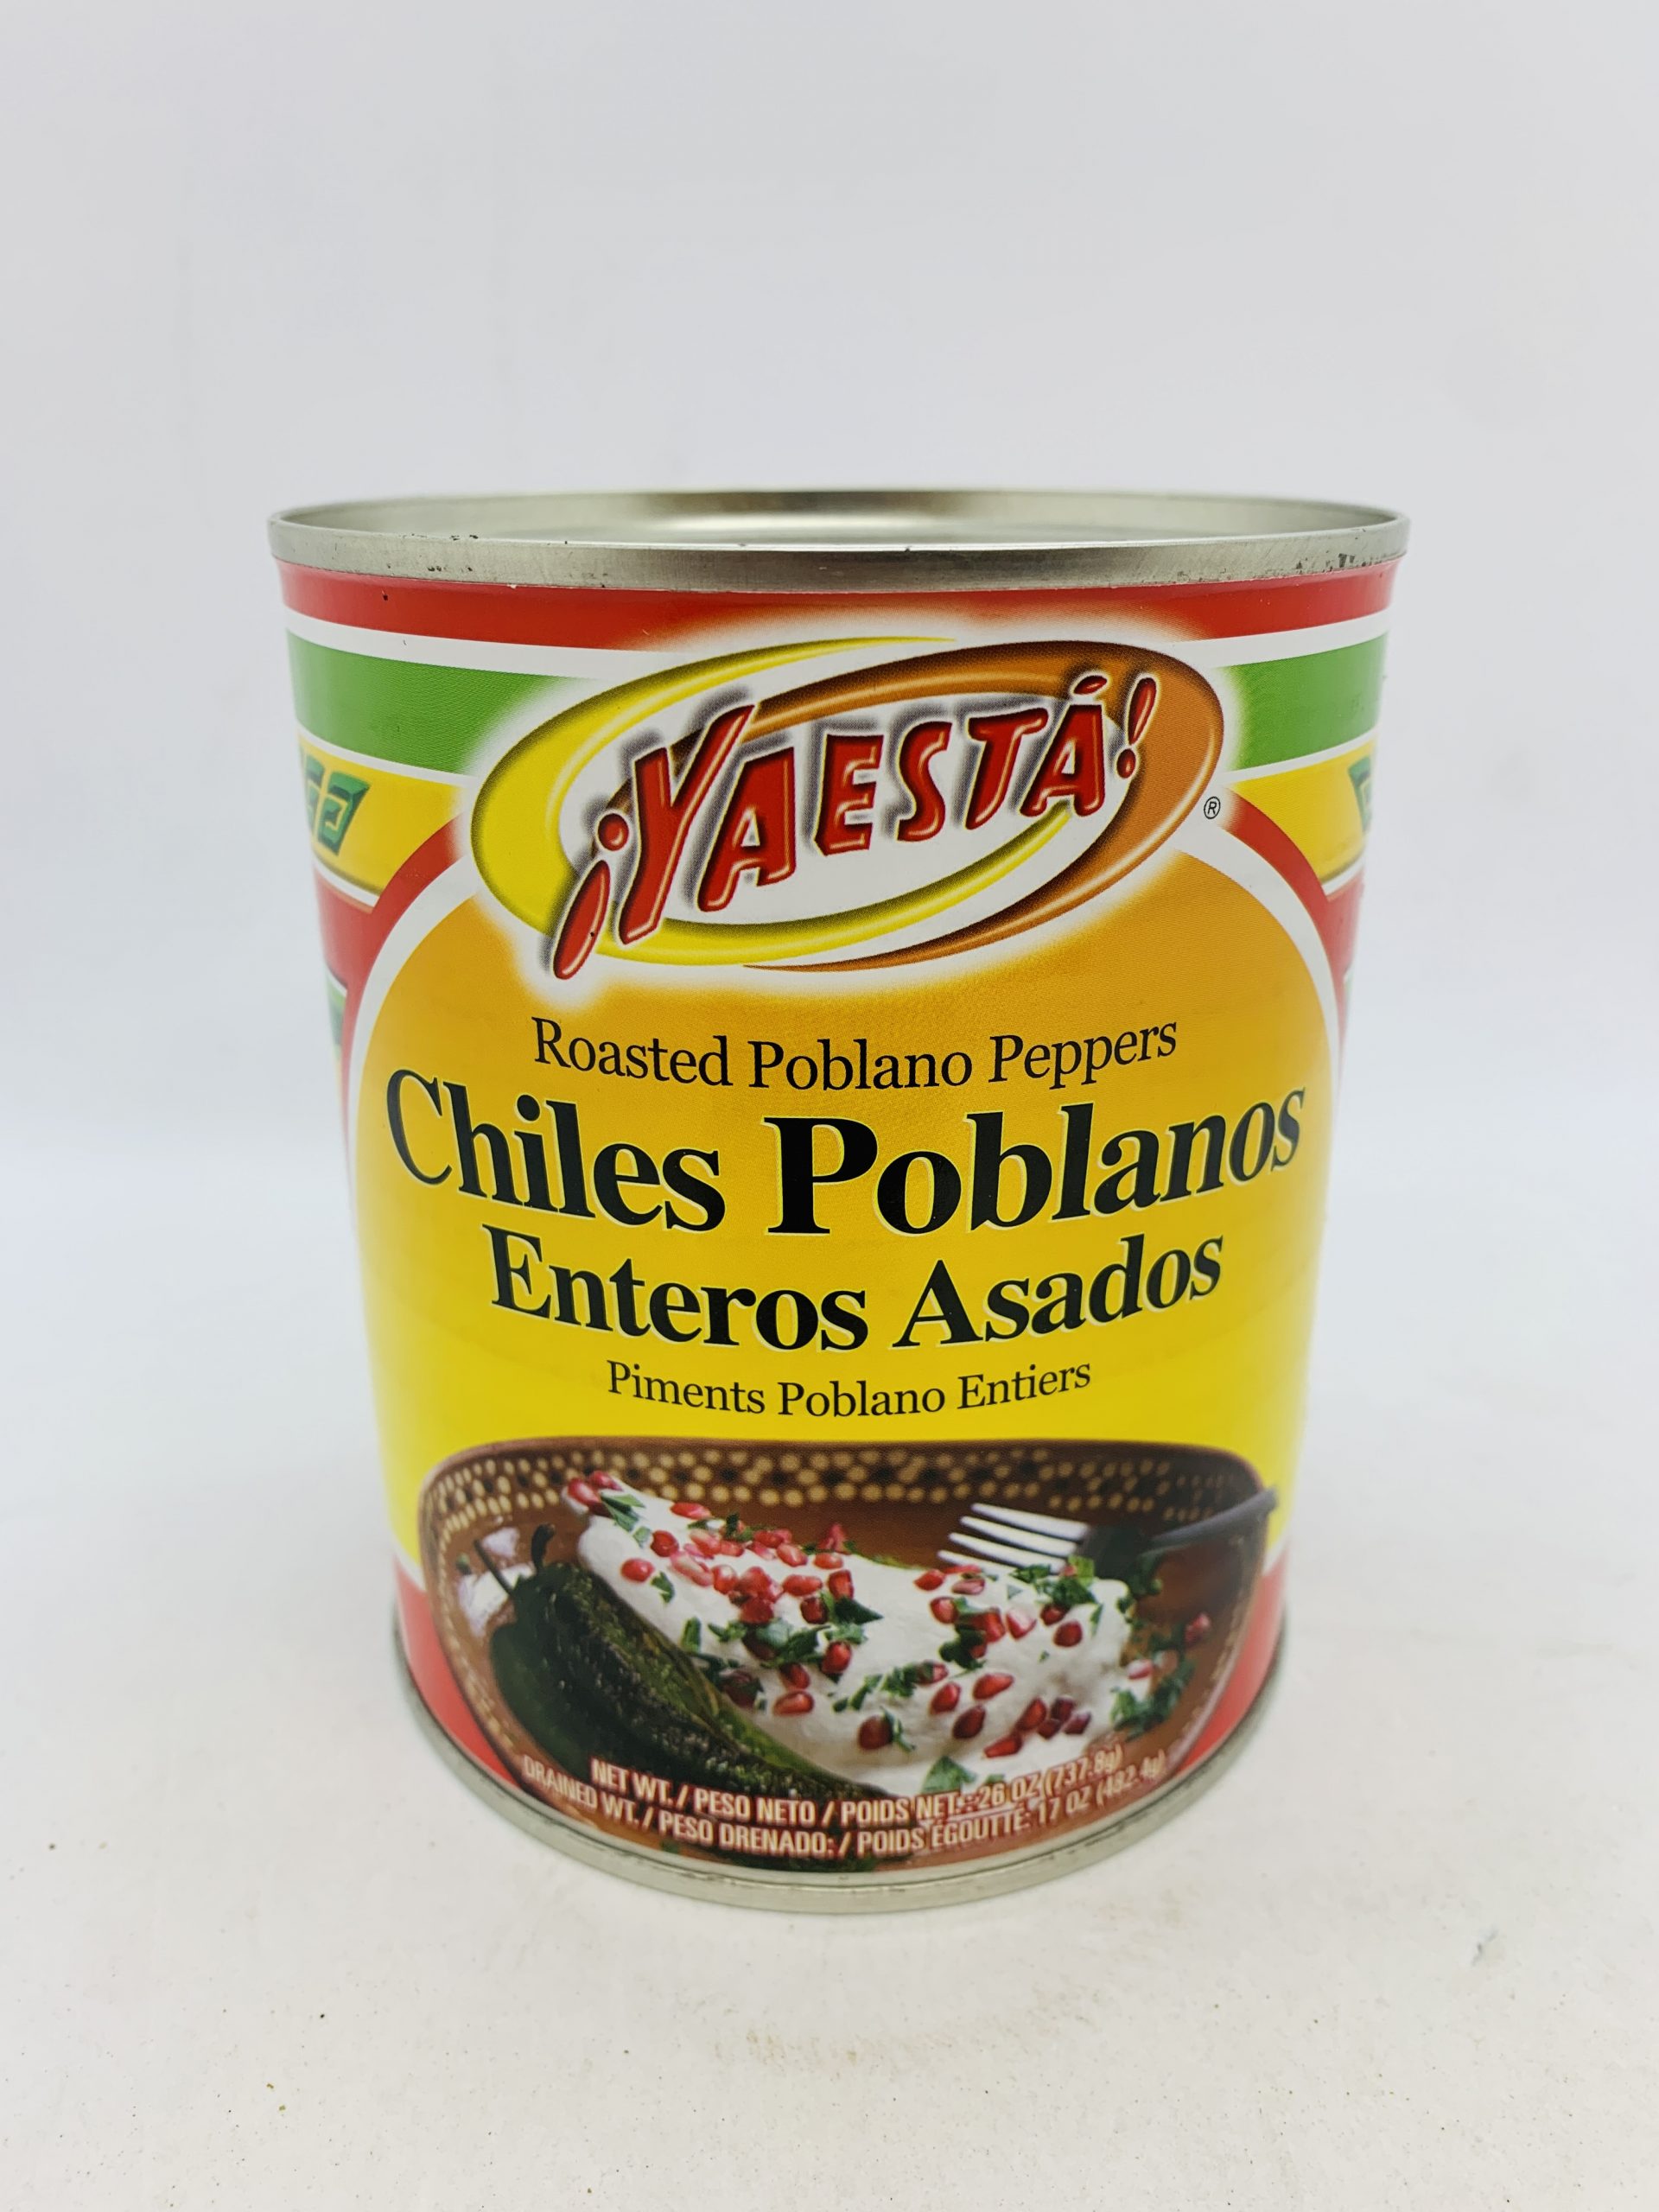 ¡YAESTÁ!
®
Roasted Poblano Peppers
Chiles Poblanos
Enteros Asados
Piments Poblano Entiers
NET WT. / PESO NETO / POIDS NET.: 26 OZ (737.8g)
DRAINED WT. / PESO DRENADO: / POIDS ÉGOUTTÉ: 17 OZ (482.4g)